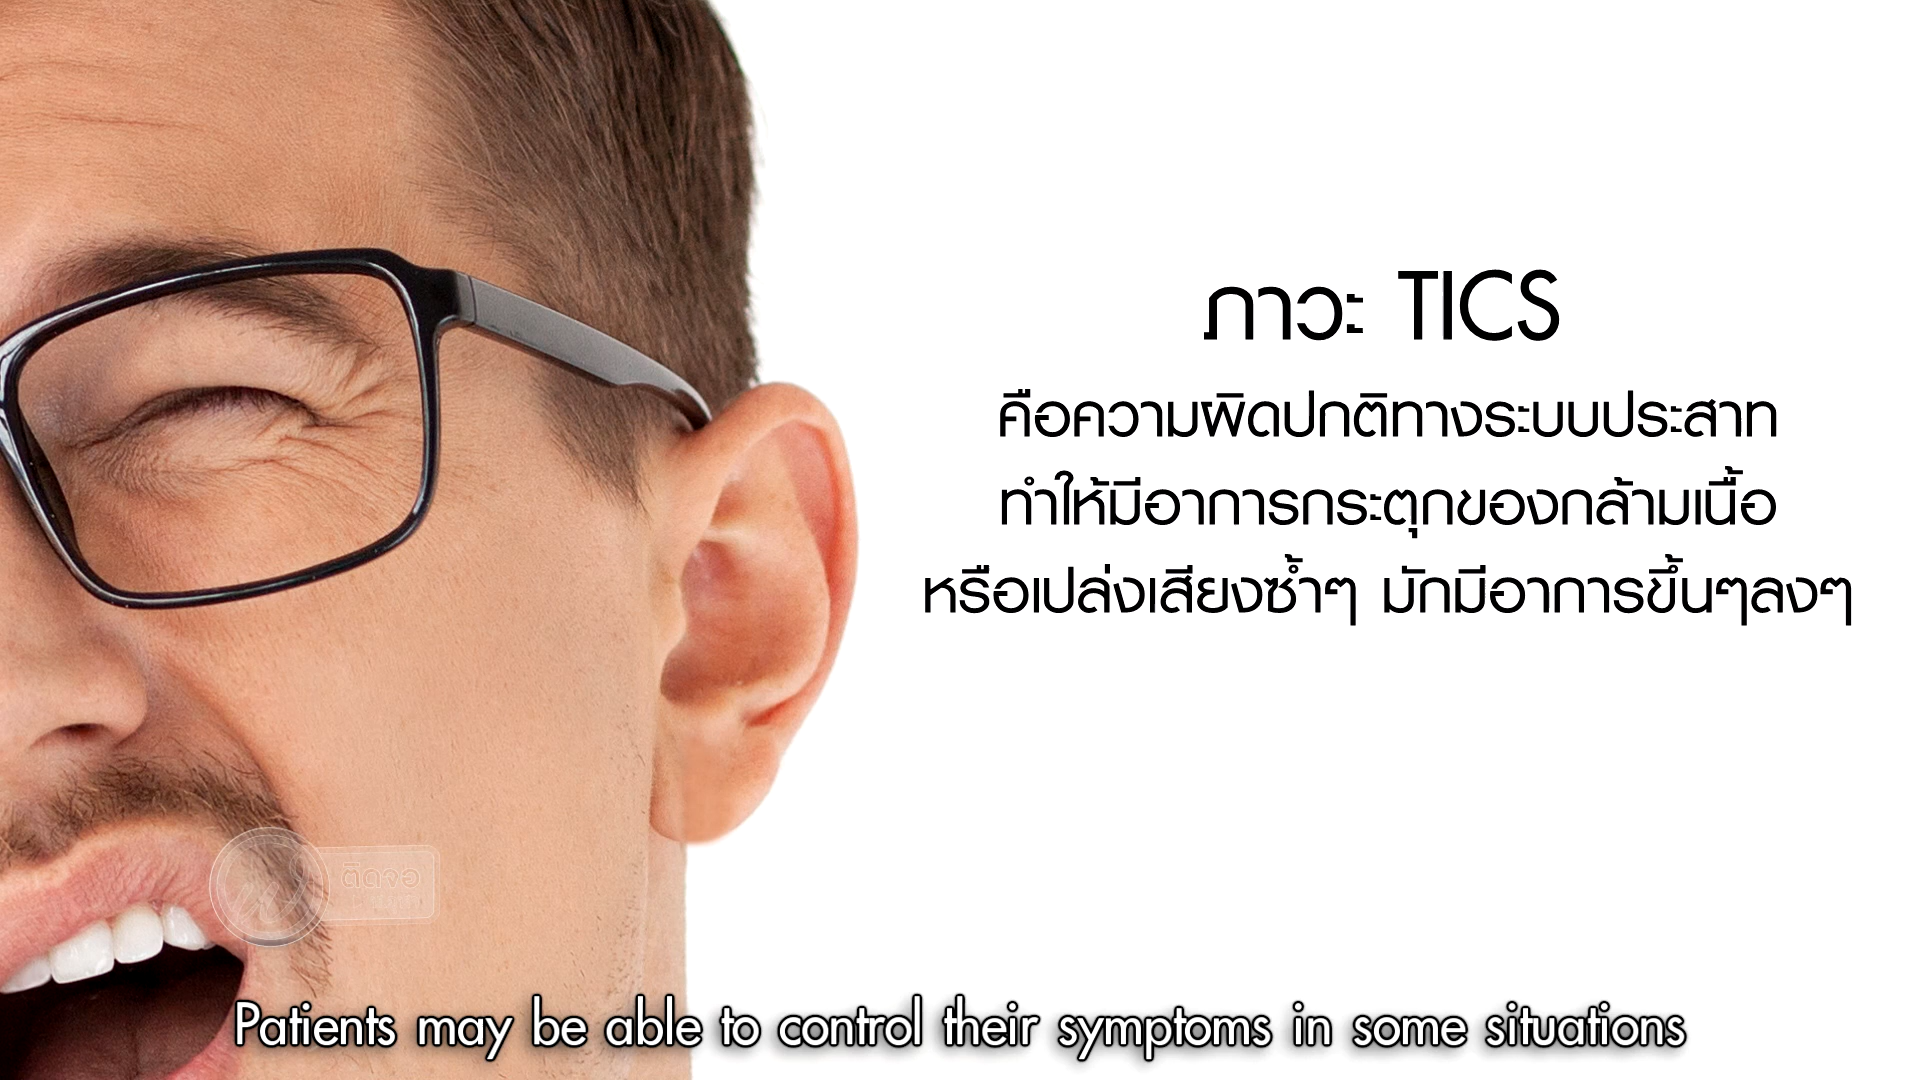 ภาวะ TICS
คือความผิดปกติทางระบบประสาท
ทำให้มีอาการกระตุกของกล้ามเนื้อ
หรือเปล่งเสียงซ้ำๆ มักมีอาการขึ้นๆลงๆ
ติดจอ
Patients may be able to control their symptoms in some situations